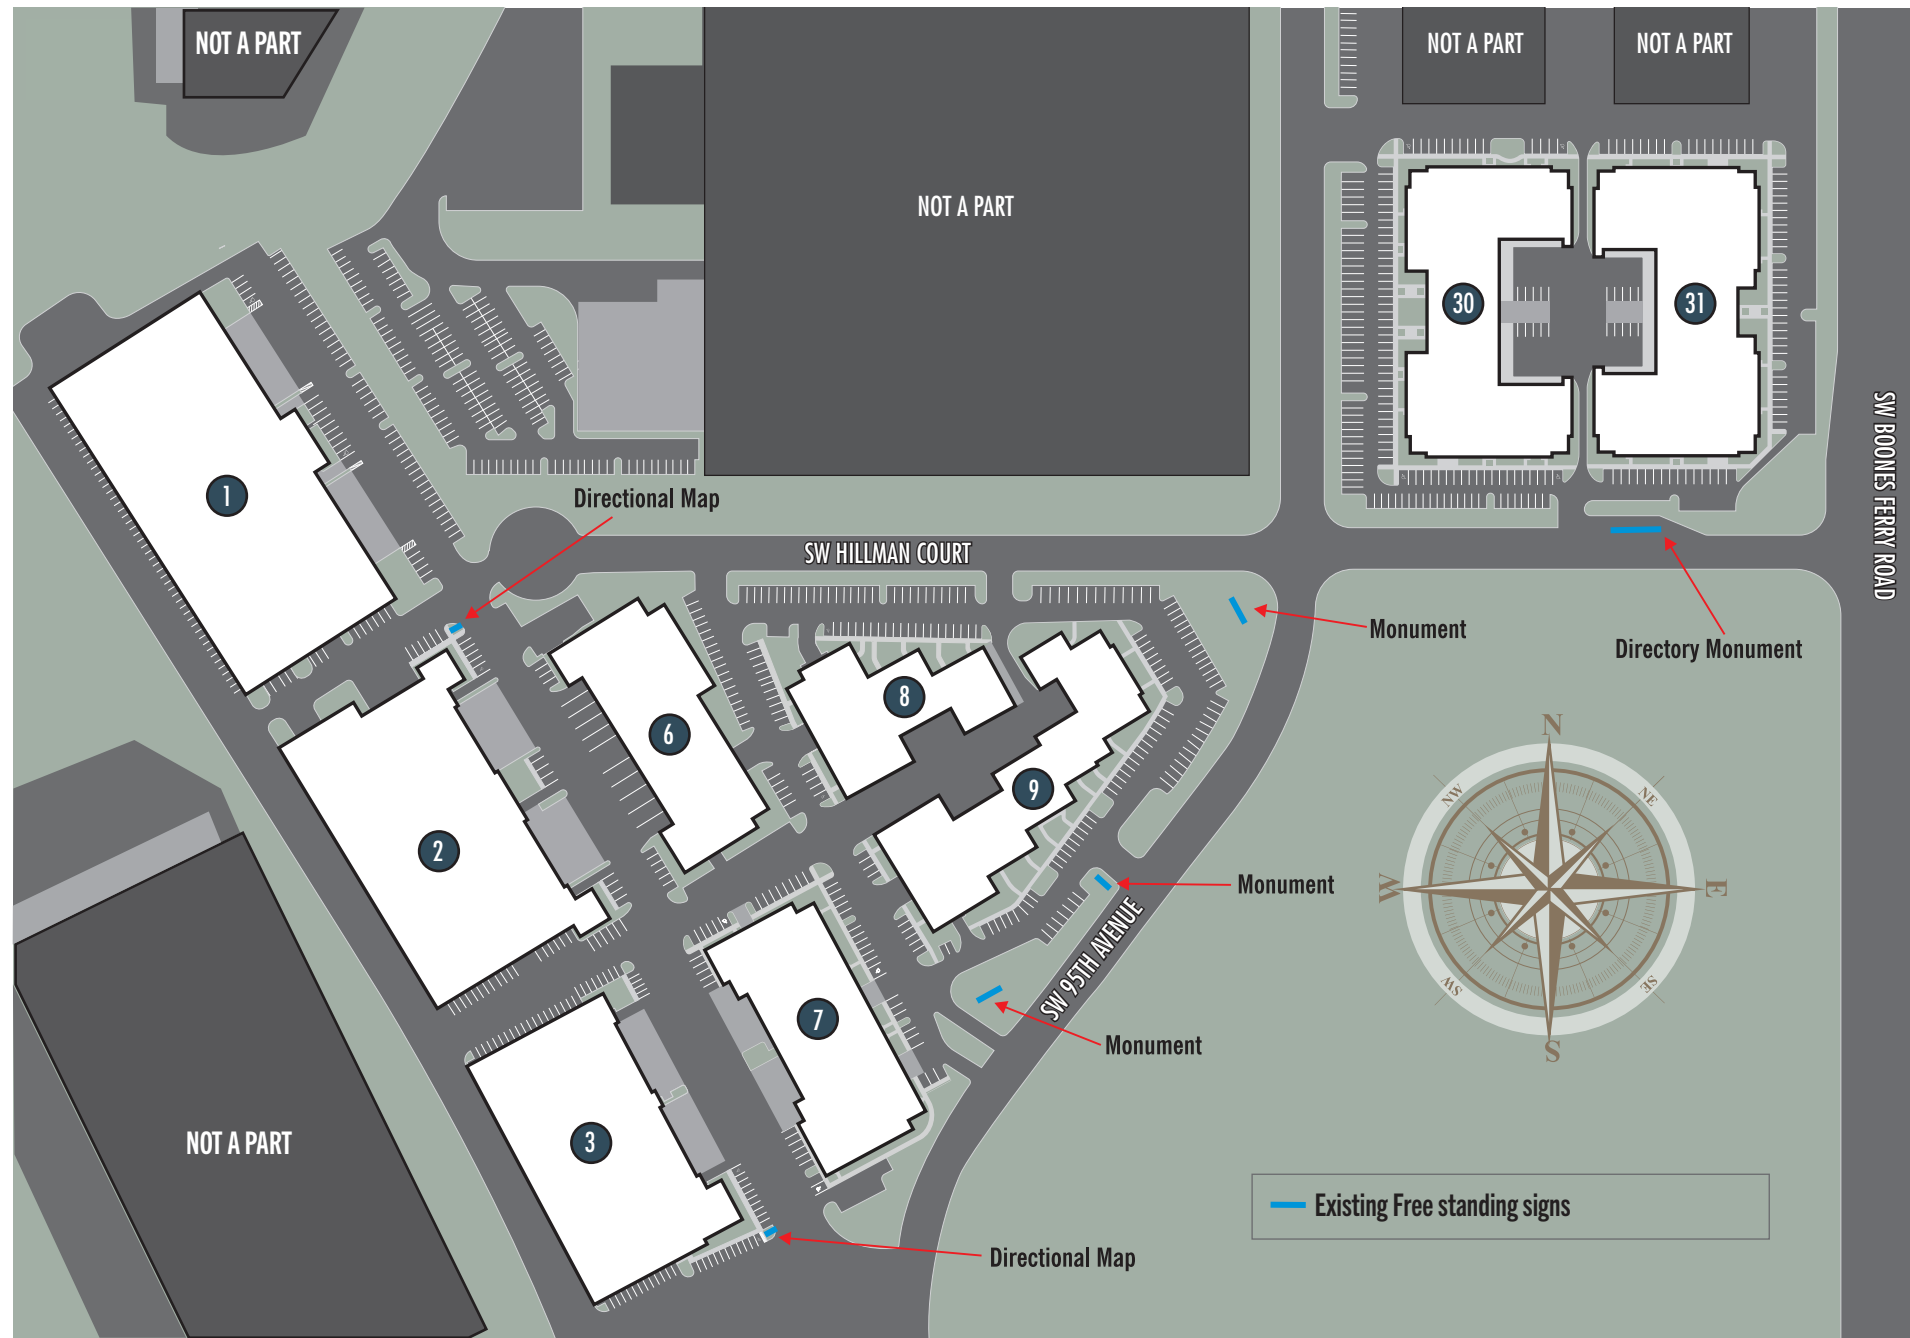 NOT A PART
NOT A PART
NOT A PART
NOT A PART
30
31
1
Directional Map
SW HILLMAN COURT
SW BOONES FERRY ROAD
Monument
Directory Monument
8
6
9
2
N
NW
NE
W
E
SW
SE
S
Monument
SW 95TH AVENUE
7
Monument
3
NOT A PART
Existing Free standing signs
Directional Map